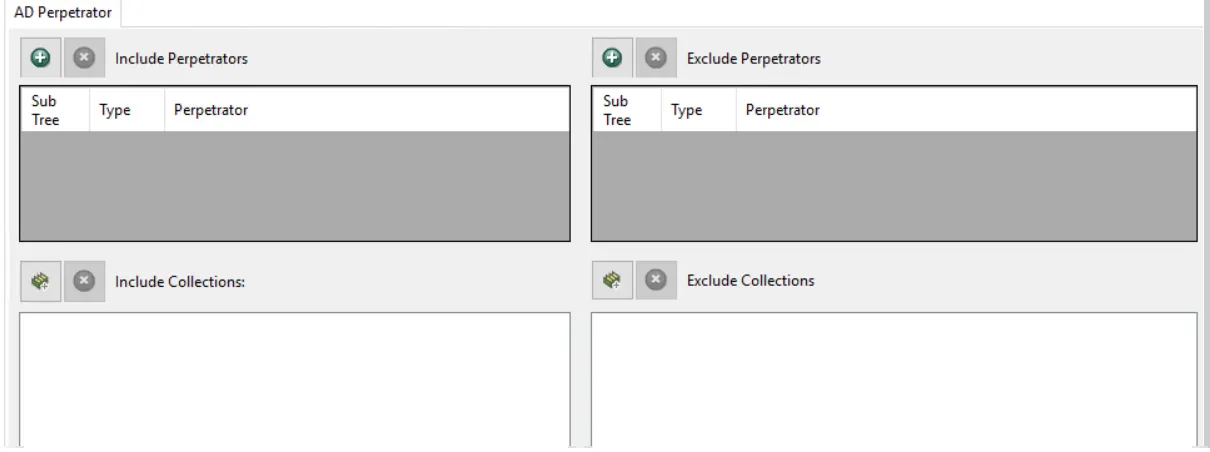 AD Perpetrator
Include Perpetrators
Exclude Perpetrators
Sub
Tree
Type
Perpetrator
Sub
Tree
Type
Perpetrator
Include Collections:
Exclude Collections